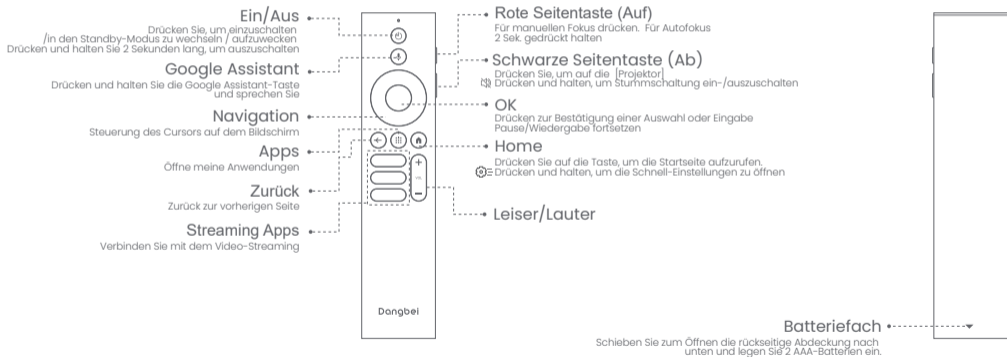 Ein/Aus
Drücken Sie, um einzuschalten
/in den Standby-Modus zu wechseln / aufzuwecken
Drücken und halten Sie 2 Sekunden lang, um auszuschalten
Google Assistant
Drücken und halten Sie die Google Assistant-Taste
und sprechen Sie
Navigation
Steuerung des Cursors auf dem Bildschirm
Apps
Öffne meine Anwendungen
Zurück
Zurück zur vorherigen Seite
Streaming Apps
Verbinden Sie mit dem Video-Streaming
VOL
Dangbei
Rote Seitentaste (Auf)
Für manuellen Fokus drücken. Für Autofokus
2 Sek. gedrückt halten
Schwarze Seitentaste (Ab)
Drücken Sie, um auf die [Projektor]
Drücken und halten, um Stummschaltung ein-/auszuschalten
OK
Drücken zur Bestätigung einer Auswahl oder Eingabe
Pause/Wiedergabe fortsetzen
Home
Drücken Sie auf die Taste, um die Startseite aufzurufen.
Drücken und halten, um die Schnell-Einstellungen zu öffnen
Leiser/Lauter
Batteriefach
Schieben Sie zum Öffnen die rückseitige Abdeckung nach
unten und legen Sie 2 AAA-Batterien ein.